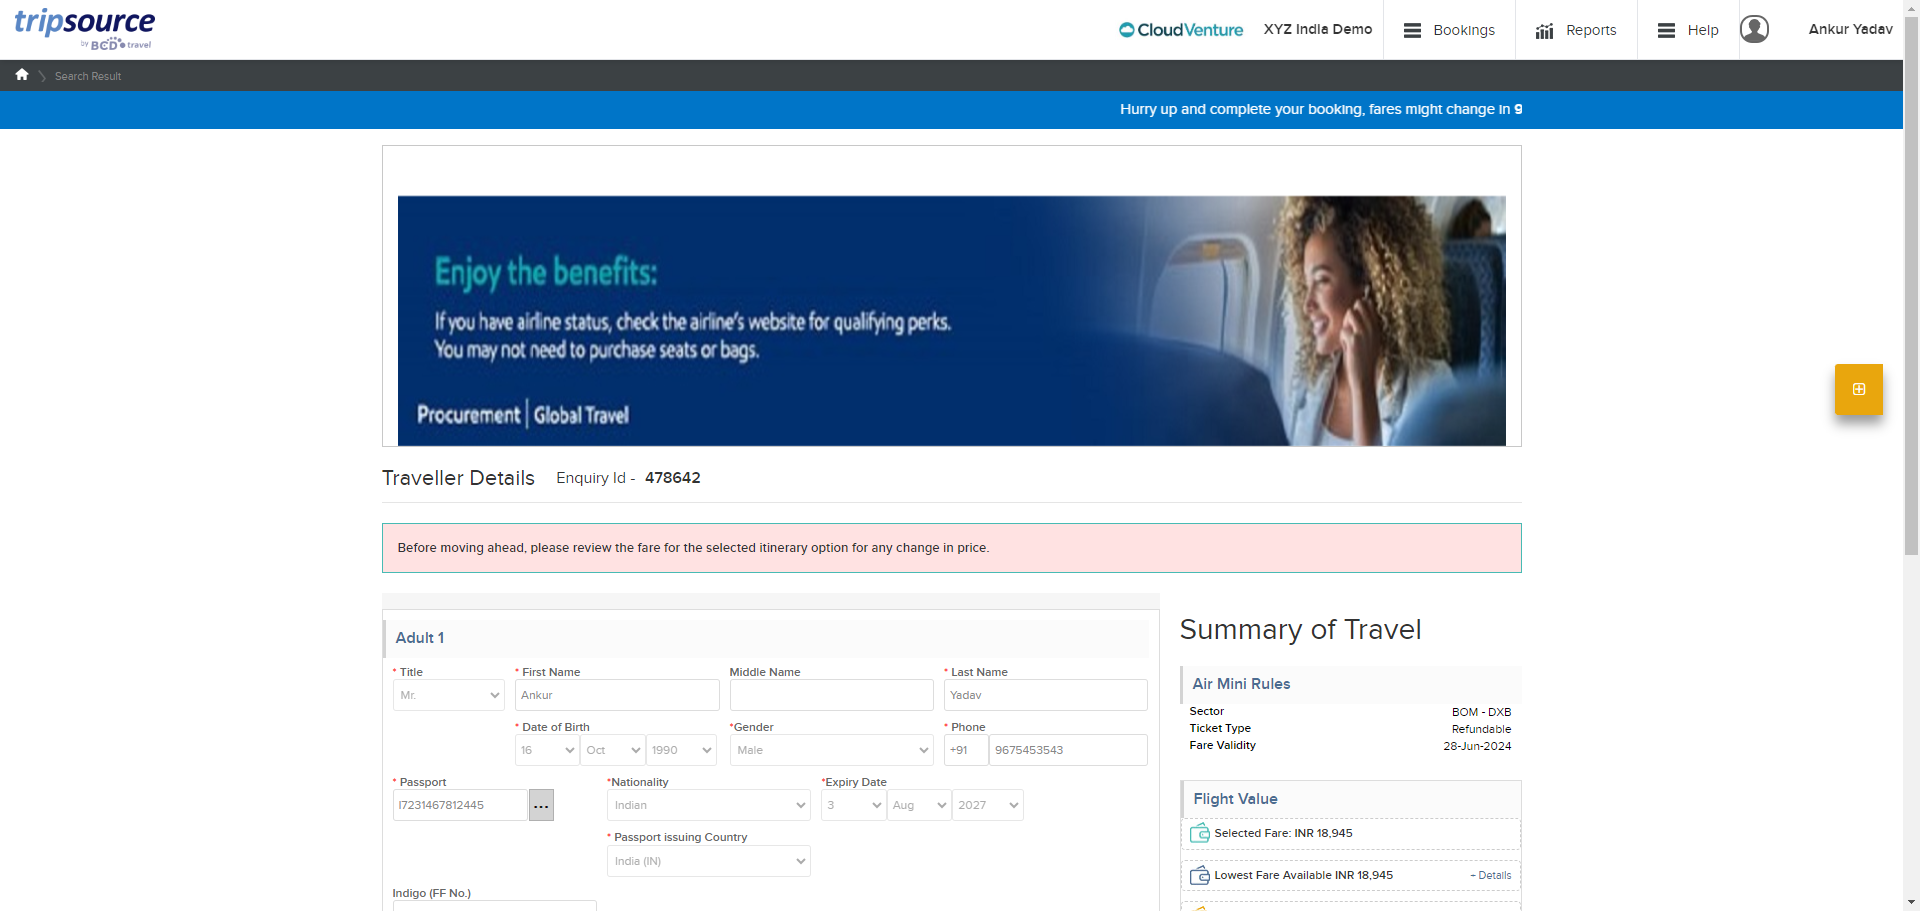 tripsource
by BCD travel
CloudVenture
XYZ India Demo
Bookings
Reports
Help
Ankur Yadav
Search Result
Hurry up and complete your booking, fares might change in 9
Enjoy the benefits:
If you have airline status, check the airline's website for qualifying perks.
You may not need to purchase seats or bags.
Procurement | Global Travel
Traveller Details Enquiry Id - 478642
Before moving ahead, please review the fare for the selected itinerary option for any change in price.
Adult 1
* Title * First Name Middle Name * Last Name
Mr. Ankur Yadav
* Date of Birth *Gender * Phone
16 Oct 1990 Male +91 9675453543
* Passport *Nationality *Expiry Date
I7231467812445 ... Indian 3 Aug 2027
* Passport issuing Country
India (IN)
Indigo (FF No.)
Summary of Travel
Air Mini Rules
Sector BOM - DXB
Ticket Type Refundable
Fare Validity 28-Jun-2024
Flight Value
Selected Fare: INR 18,945
Lowest Fare Available INR 18,945 + Details